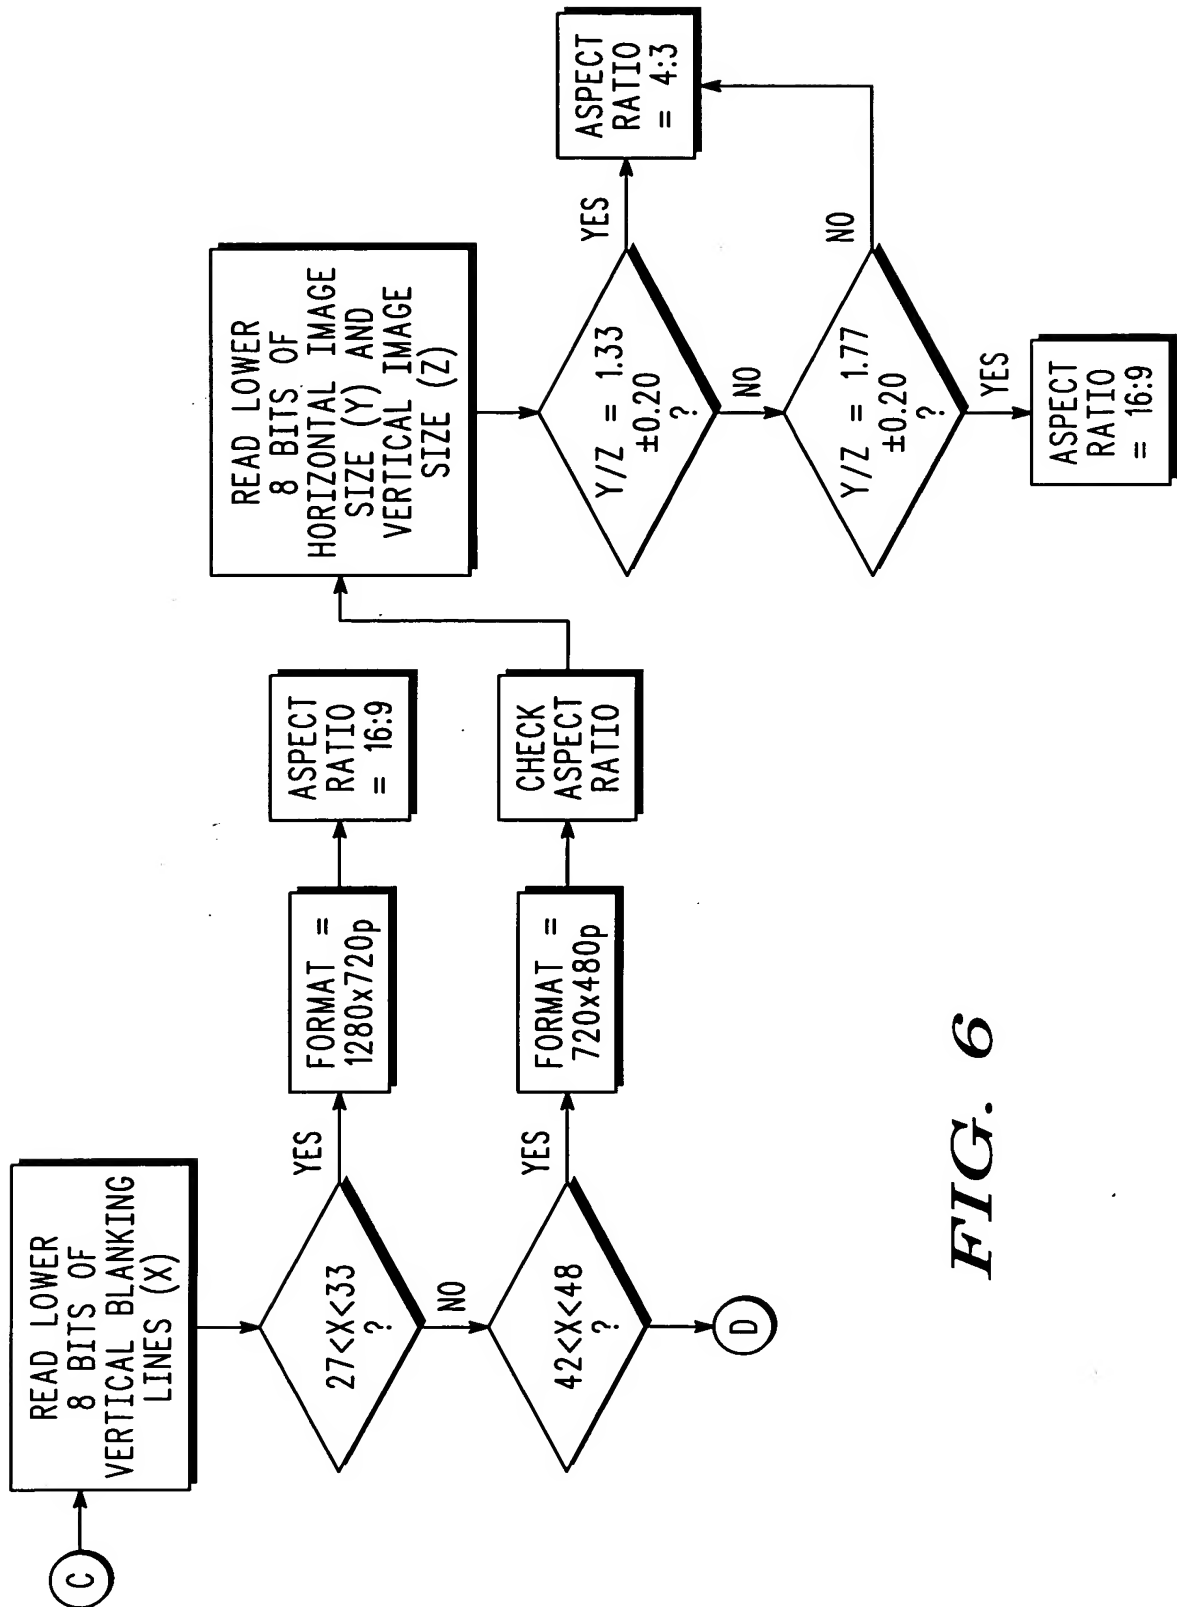 C
READ LOWER
8 BITS OF
VERTICAL BLANKING
LINES (X)
27<X<33
?
YES
NO
FORMAT =
1280x720p
ASPECT
RATIO
= 16:9
42<X<48
?
YES
D
FORMAT =
720x480p
CHECK
ASPECT
RATIO
READ LOWER
8 BITS OF
HORIZONTAL IMAGE
SIZE (Y) AND
VERTICAL IMAGE
SIZE (Z)
Y/Z = 1.33
±0.20
?
YES
NO
ASPECT
RATIO
= 4:3
Y/Z = 1.77
±0.20
?
NO
YES
ASPECT
RATIO
= 16:9
FIG. 6